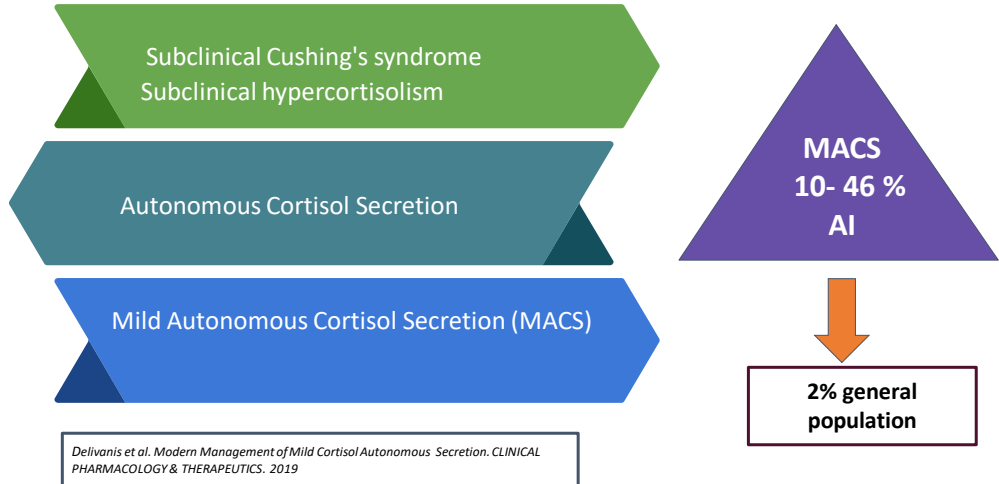 Subclinical Cushing's syndrome
Subclinical hypercortisolism
Autonomous Cortisol Secretion
Mild Autonomous Cortisol Secretion (MACS)
MACS
10- 46 %
AI
2% general
population
Delivanis et al. Modern Management of Mild Cortisol Autonomous Secretion. CLINICAL
PHARMACOLOGY & THERAPEUTICS. 2019